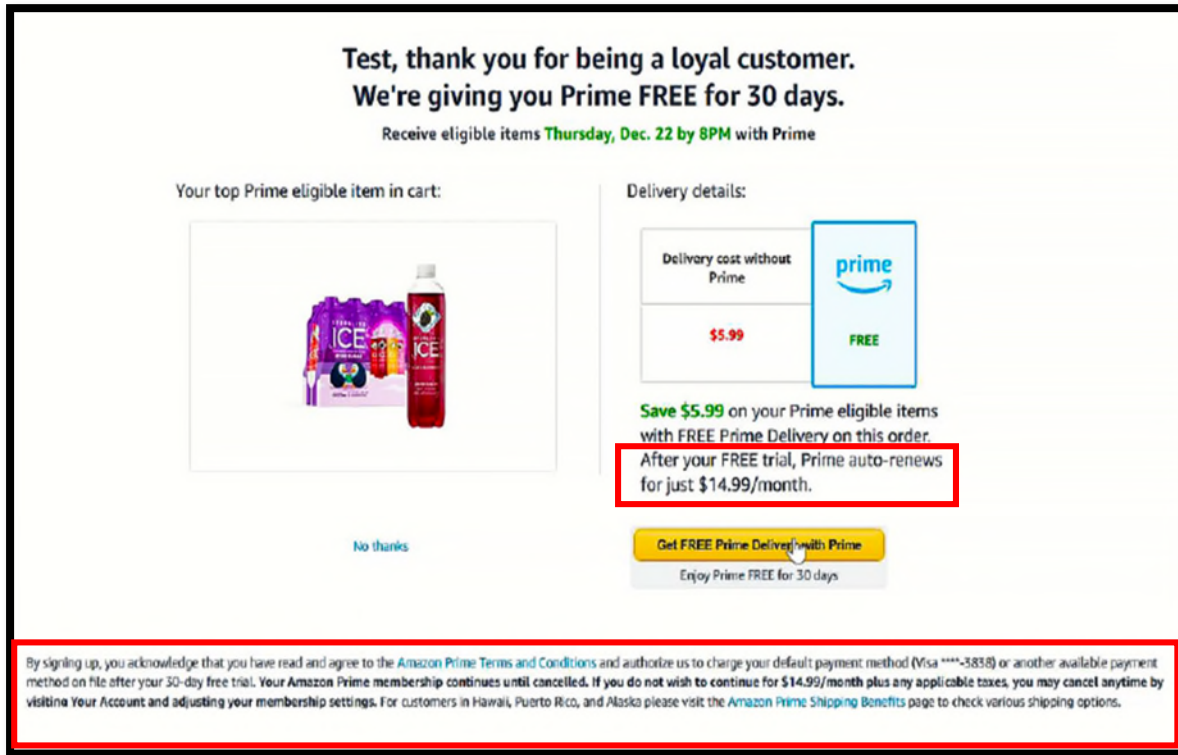 Test, thank you for being a loyal customer.
We're giving you Prime FREE for 30 days.
Receive eligible items Thursday, Dec. 22 by 8PM with Prime
Your top Prime eligible item in cart:
ICE
ICE
Delivery details:
Delivery cost without
Prime
prime
$5.99
FREE
Save $5.99 on your Prime eligible items
with FREE Prime Delivery on this order.
After your FREE trial, Prime auto-renews
for just $14.99/month.
No thanks
Get FREE Prime Delivery with Prime
Enjoy Prime FREE for 30 days
By signing up, you acknowledge that you have read and agree to the Amazon Prime Terms and Conditions and authorize us to charge your default payment method (Visa ****-3838) or another available payment
method on file after your 30-day free trial. Your Amazon Prime membership continues until cancelled. If you do not wish to continue for $14.99/month plus any applicable taxes, you may cancel anytime by
visiting Your Account and adjusting your membership settings. For customers in Hawaii, Puerto Rico, and Alaska please visit the Amazon Prime Shipping Benefits page to check various shipping options.